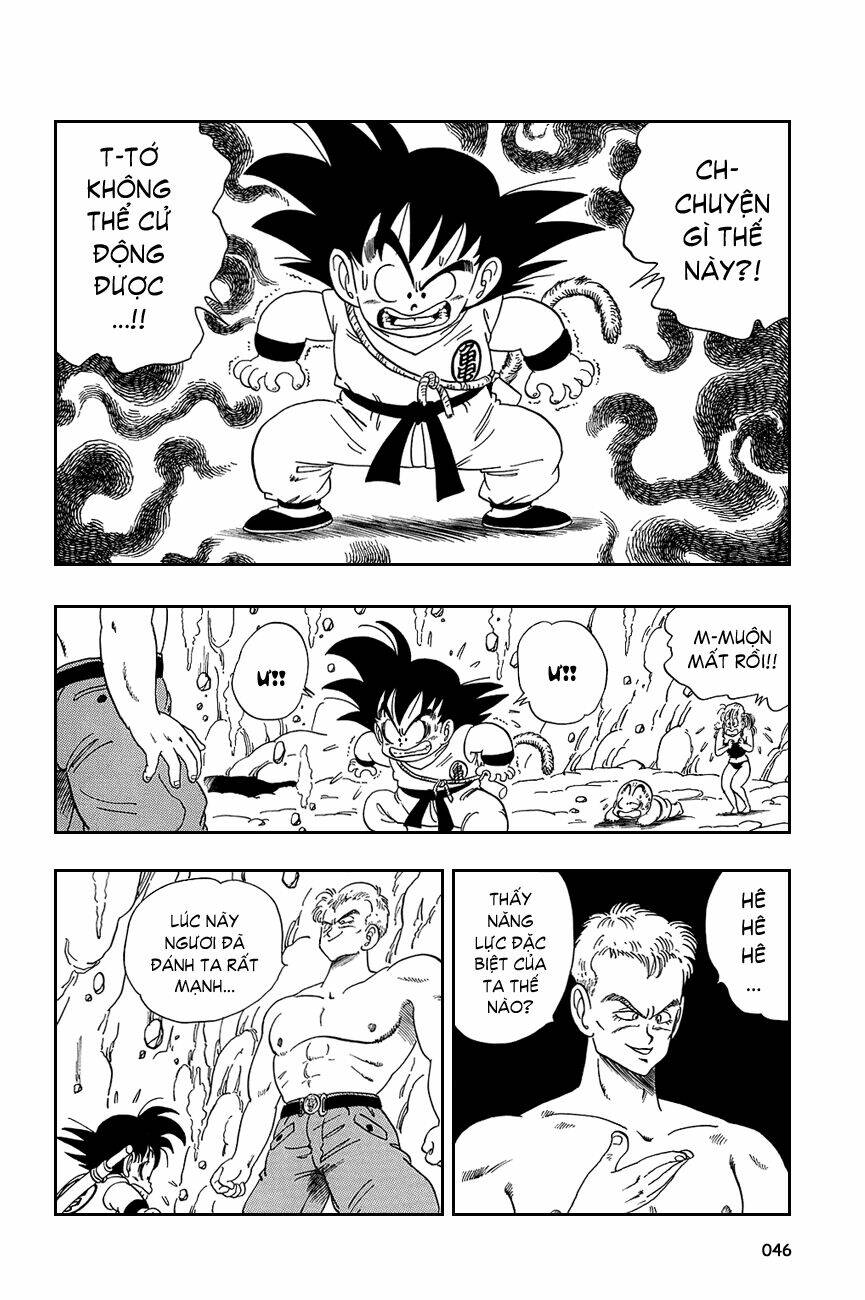 CH-
CHUYỆN
GÌ THẾ
NÀY?!
T-TỚ
KHÔNG
THỂ CỬ
ĐỘNG
ĐƯỢC
...!!
亀
M-MUỘN
MẤT RỒI!!
Ư!!
Ư!!
HÊ
HÊ
HÊ
...
THẤY
NĂNG
LỰC ĐẶC
BIỆT CỦA
TA THẾ
NÀO?
LÚC NÃY
NGƯƠI ĐÃ
ĐÁNH TA RẤT
MẠNH...
046